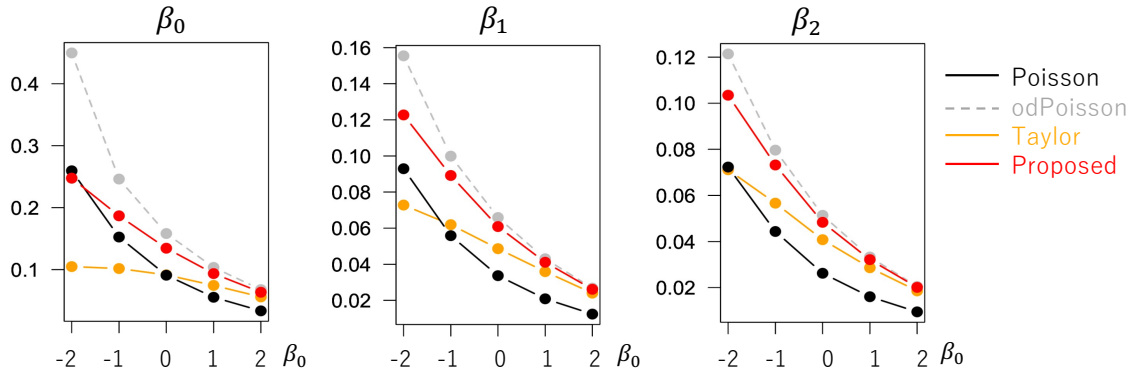 β₀
0.4
0.3
0.2
0.1
-2 -1 0 1 2 β₀
β₁
0.16
0.14
0.12
0.10
0.08
0.06
0.04
0.02
-2 -1 0 1 2 β₀
β₂
0.12
0.10
0.08
0.06
0.04
0.02
-2 -1 0 1 2 β₀
Poisson
odPoisson
Taylor
Proposed